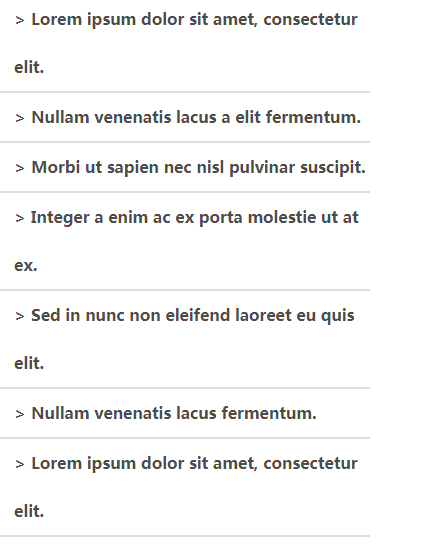 > Lorem ipsum dolor sit amet, consectetur
elit.
> Nullam venenatis lacus a elit fermentum.
> Morbi ut sapien nec nisl pulvinar suscipit.
> Integer a enim ac ex porta molestie ut at
ex.
> Sed in nunc non eleifend laoreet eu quis
elit.
> Nullam venenatis lacus fermentum.
> Lorem ipsum dolor sit amet, consectetur
elit.